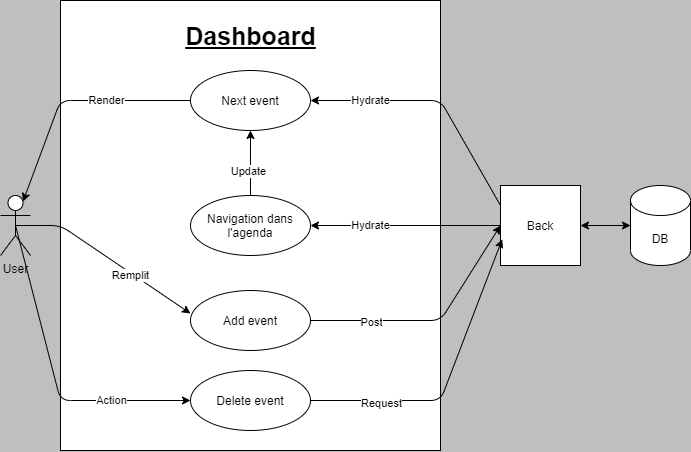 Dashboard
Render
Next event
Hydrate
Update
Navigation dans
l'agenda
Hydrate
Back
DB
User
Remplit
Add event
Post
Action
Delete event
Request